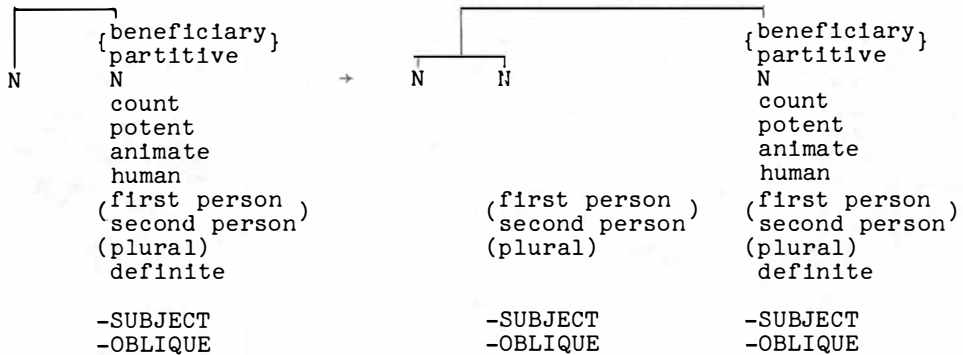 {beneficiary} {beneficiary}
partitive partitive
N N → N N N
count count
potent potent
animate animate
human human
(first person (first person (first person
second person) second person) second person)
(plural) (plural) (plural)
definite definite
-SUBJECT -SUBJECT -SUBJECT
-OBLIQUE -OBLIQUE -OBLIQUE